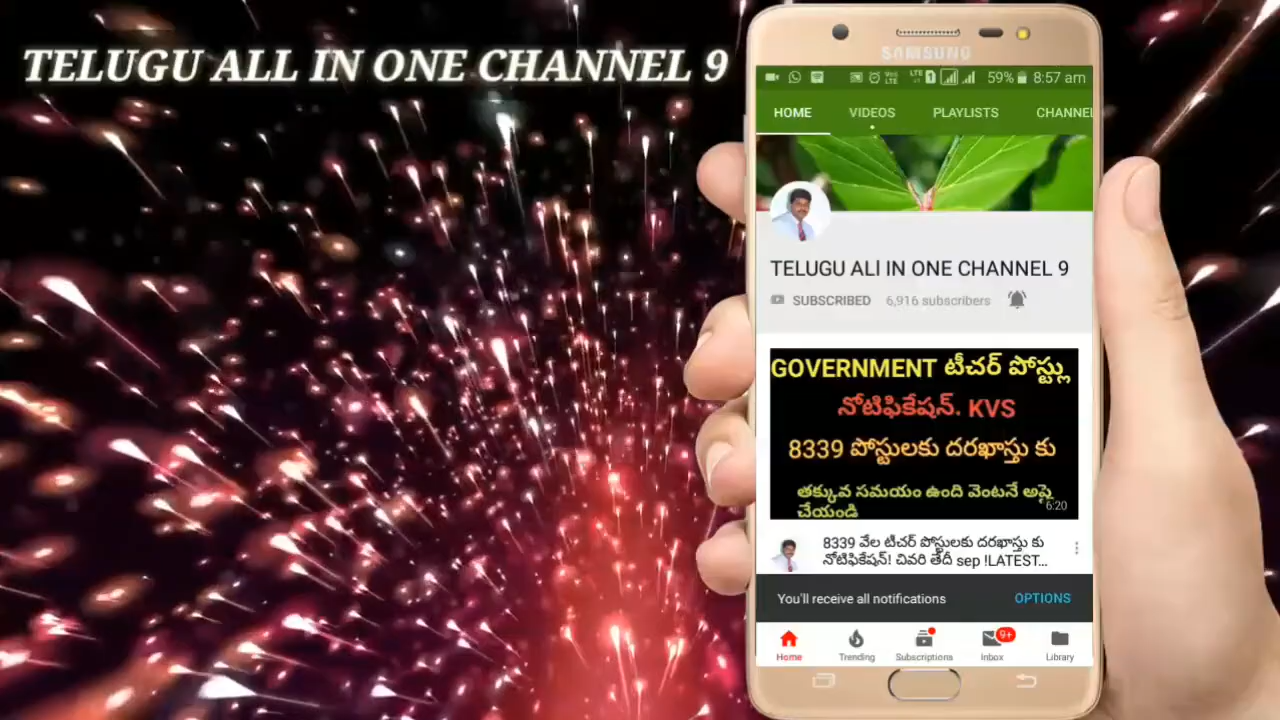 TELUGU ALL IN ONE CHANNEL 9
SAMSUNG
LTE 59% 8:57 am
HOME VIDEOS PLAYLISTS CHANNEL
TELUGU ALl IN ONE CHANNEL 9
SUBSCRIBED 6,916 subscribers
GOVERNMENT టీచర్ పోస్ట్లు
నోటిఫికేషన్. KVS
8339 పోస్టులకు దరఖాస్తు కు
తక్కువ సమయం ఉంది వెంటనే అప్లై
చేయండి
6:20
8339 వేల టీచర్ పోస్టులకు దరఖాస్తు కు
నోటిఫికేషన్! చివరి తేదీ sep !LATEST...
You'll receive all notifications OPTIONS
9+
Home Trending Subscriptions Inbox Library